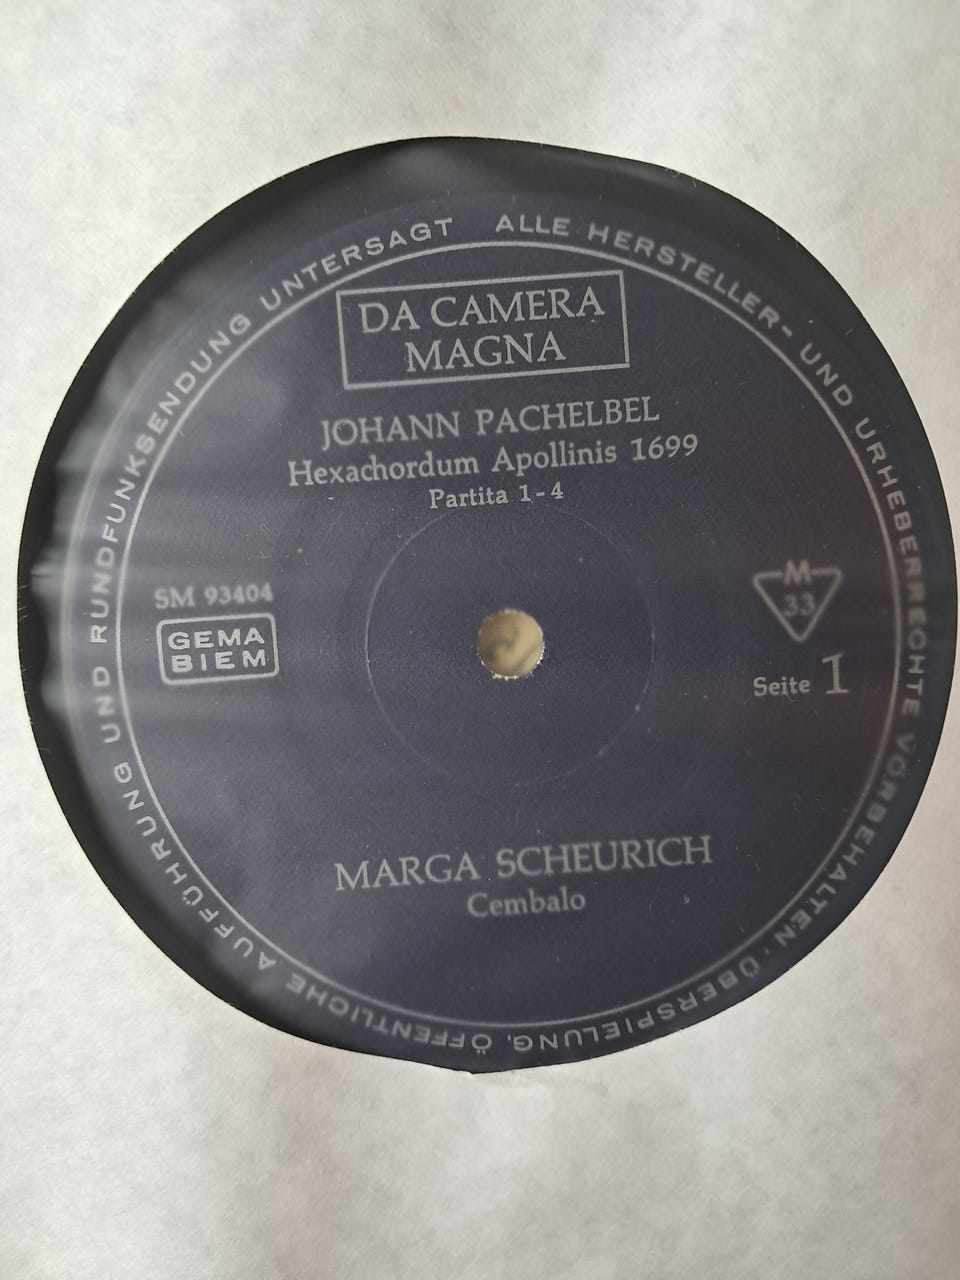 ALLE HERSTELLER- UND URHEBERRECHTE VORBEHALTEN · ÜBERSPIELUNG, ÖFFENTLICHE AUFFÜHRUNG UND RUNDFUNKSENDUNG UNTERSAGT
DA CAMERA
MAGNA
JOHANN PACHELBEL
Hexachordum Apollinis 1699
Partita 1-4
SM 93404
GEMA
BIEM
M
33
Seite 1
MARGA SCHEURICH
Cembalo